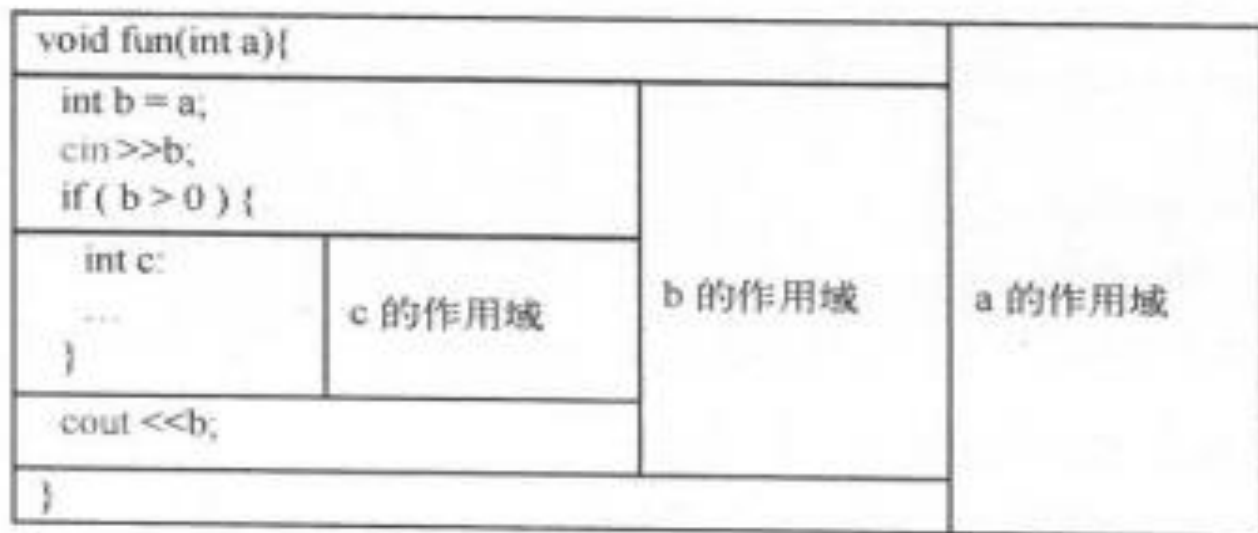 void fun(int a){
int b = a;
cin >>b;
if ( b > 0 ) {
int c:
...
}
c 的作用域
b 的作用域
a 的作用域
cout <<b;
}